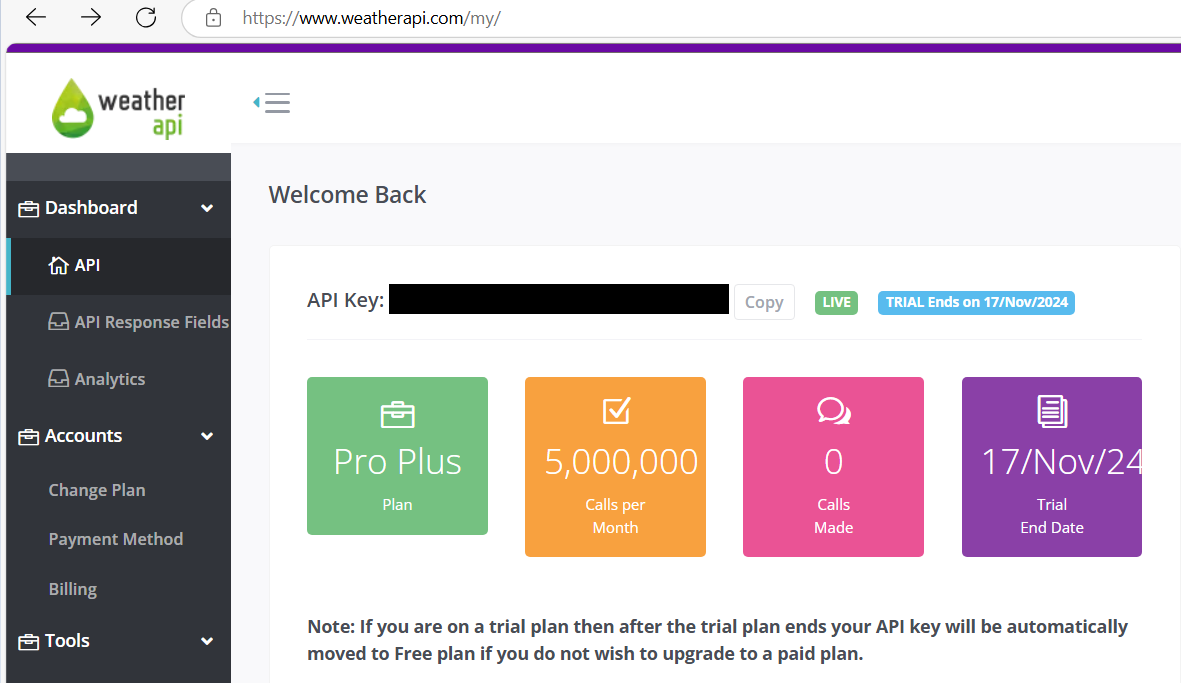 https://www.weatherapi.com/my/
weather
api
Dashboard
API
API Response Fields
Analytics
Accounts
Change Plan
Payment Method
Billing
Tools
Welcome Back
API Key:
Copy
LIVE
TRIAL Ends on 17/Nov/2024
Pro Plus
Plan
5,000,000
Calls per
Month
0
Calls
Made
17/Nov/24
Trial
End Date
Note: If you are on a trial plan then after the trial plan ends your API key will be automatically
moved to Free plan if you do not wish to upgrade to a paid plan.